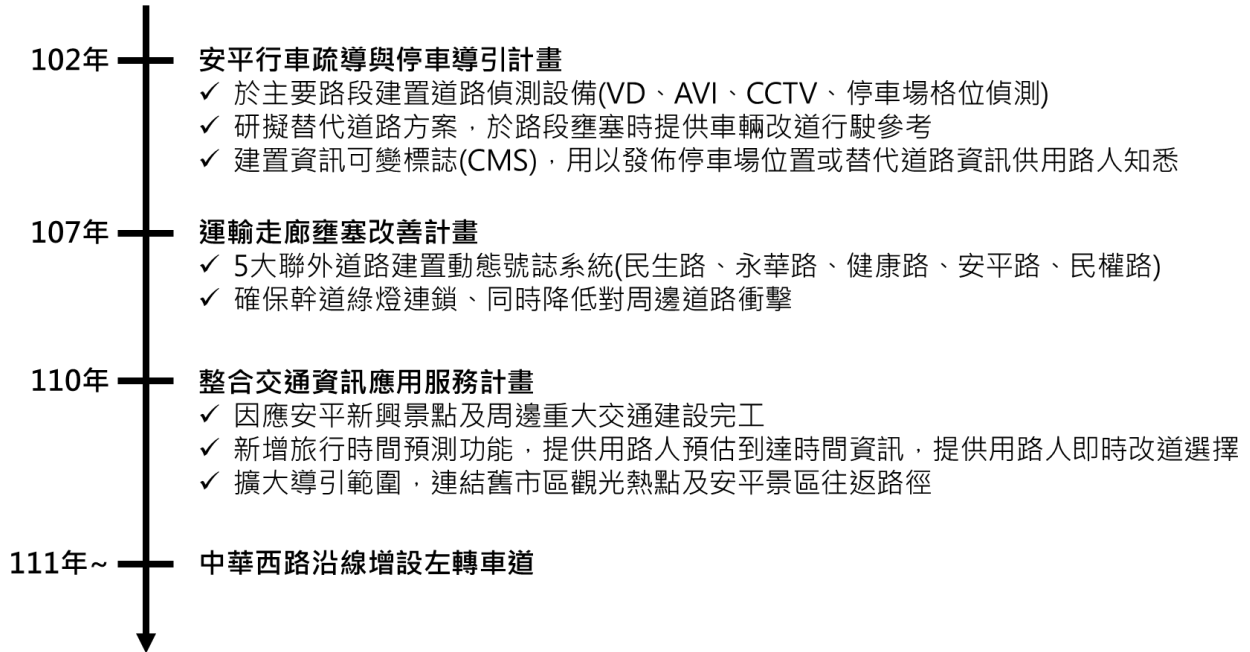 102年 安平行車疏導與停車導引計畫
✓ 於主要路段建置道路偵測設備(VD、AVI、CCTV、停車場格位偵測)
✓ 研擬替代道路方案，於路段壅塞時提供車輛改道行駛參考
✓ 建置資訊可變標誌(CMS)，用以發佈停車場位置或替代道路資訊供用路人知悉
107年 運輸走廊壅塞改善計畫
✓ 5大聯外道路建置動態號誌系統(民生路、永華路、健康路、安平路、民權路)
✓ 確保幹道綠燈連鎖、同時降低對周邊道路衝擊
110年 整合交通資訊應用服務計畫
✓ 因應安平新興景點及周邊重大交通建設完工
✓ 新增旅行時間預測功能，提供用路人預估到達時間資訊，提供用路人即時改道選擇
✓ 擴大導引範圍，連結舊市區觀光熱點及安平景區往返路徑
111年~ 中華西路沿線增設左轉車道